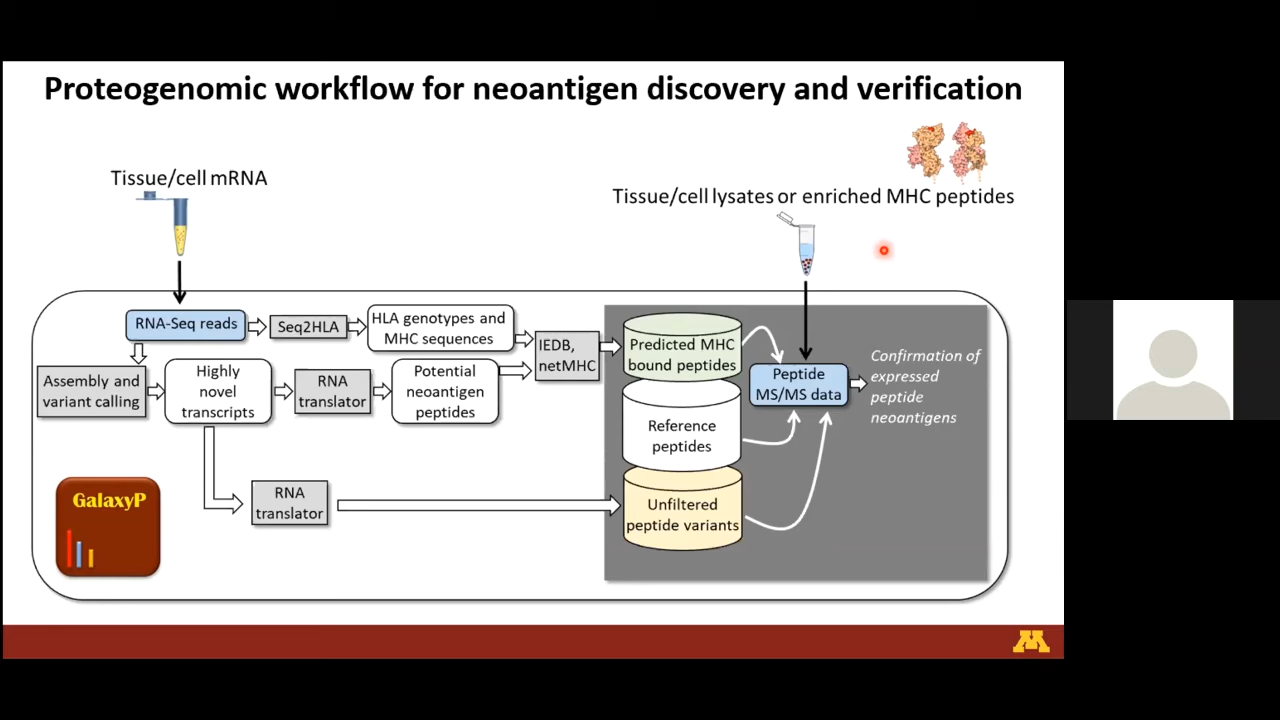 Proteogenomic workflow for neoantigen discovery and verification
Tissue/cell mRNA
Tissue/cell lysates or enriched MHC peptides
RNA-Seq reads
Seq2HLA
HLA genotypes and
MHC sequences
IEDB,
netMHC
Predicted MHC
bound peptides
Assembly and
variant calling
Highly
novel
transcripts
RNA
translator
Potential
neoantigen
peptides
Peptide
MS/MS data
Confirmation of
expressed
peptide
neoantigens
Reference
peptides
RNA
translator
Unfiltered
peptide variants
GalaxyP
M